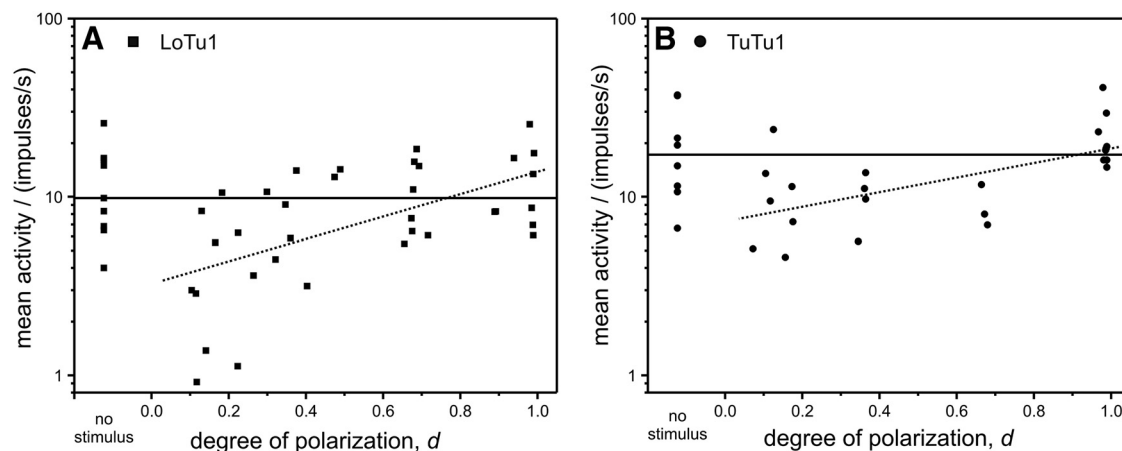 A LoTu1
100
10
1
mean activity / (impulses/s)
no
stimulus
0.0 0.2 0.4 0.6 0.8 1.0
degree of polarization, d
B TuTu1
100
10
1
mean activity / (impulses/s)
no
stimulus
0.0 0.2 0.4 0.6 0.8 1.0
degree of polarization, d